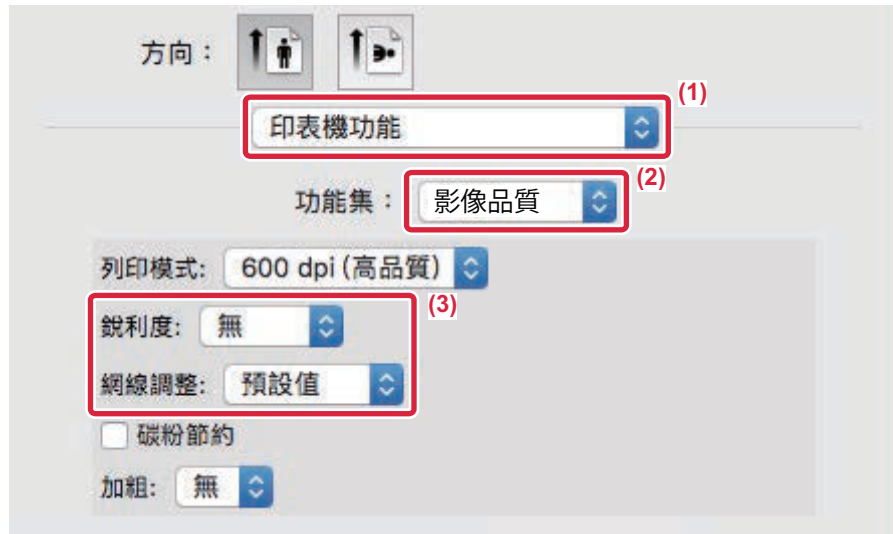 方向：
(1)
印表機功能
(2)
功能集： 影像品質
列印模式: 600 dpi (高品質)
(3)
銳利度: 無
網線調整: 預設值
碳粉節約
加粗: 無